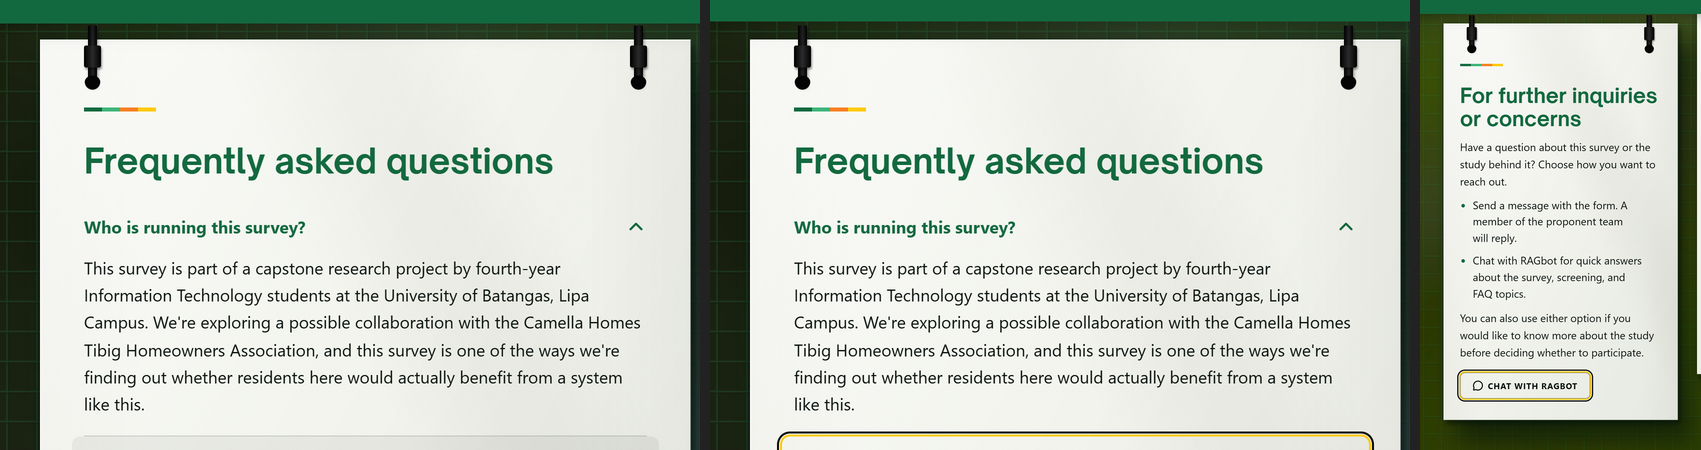 Frequently asked questions
Who is running this survey?
This survey is part of a capstone research project by fourth-year
Information Technology students at the University of Batangas, Lipa
Campus. We're exploring a possible collaboration with the Camella Homes
Tibig Homeowners Association, and this survey is one of the ways we're
finding out whether residents here would actually benefit from a system
like this.
Frequently asked questions
Who is running this survey?
This survey is part of a capstone research project by fourth-year
Information Technology students at the University of Batangas, Lipa
Campus. We're exploring a possible collaboration with the Camella Homes
Tibig Homeowners Association, and this survey is one of the ways we're
finding out whether residents here would actually benefit from a system
like this.
For further inquiries
or concerns
Have a question about this survey or the
study behind it? Choose how you want to
reach out.
• Send a message with the form. A
member of the proponent team
will reply.
• Chat with RAGbot for quick answers
about the survey, screening, and
FAQ topics.
You can also use either option if you
would like to know more about the study
before deciding whether to participate.
CHAT WITH RAGBOT